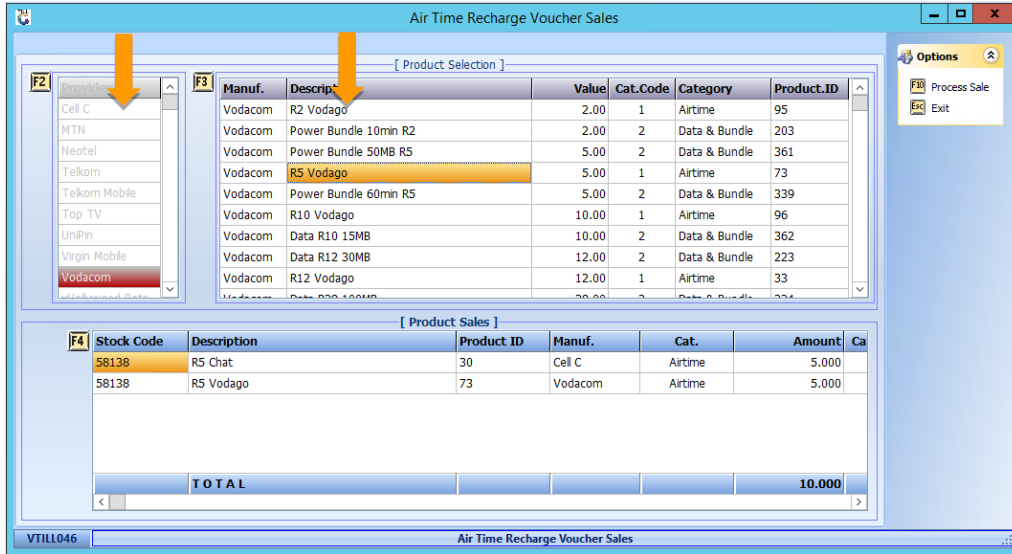 Air Time Recharge Voucher Sales
[ Product Selection ]
Options
F10 Process Sale
Esc Exit
F2
Cell C
MTN
Neotel
Telkom
Telkom Mobile
Top TV
UniPin
Virgin Mobile
Vodacom
F3 Manuf. Value Cat.Code Category Product.ID
Vodacom R2 Vodago 2.00 1 Airtime 95
Vodacom Power Bundle 10min R2 2.00 2 Data & Bundle 203
Vodacom Power Bundle 50MB R5 5.00 2 Data & Bundle 361
Vodacom R5 Vodago 5.00 1 Airtime 73
Vodacom Power Bundle 60min R5 5.00 2 Data & Bundle 339
Vodacom R10 Vodago 10.00 1 Airtime 96
Vodacom Data R10 15MB 10.00 2 Data & Bundle 362
Vodacom Data R12 30MB 12.00 2 Data & Bundle 223
Vodacom R12 Vodago 12.00 1 Airtime 33
[ Product Sales ]
F4 Stock Code Description Product ID Manuf. Cat. Amount Ca
58138 R5 Chat 30 Cell C Airtime 5.000
58138 R5 Vodago 73 Vodacom Airtime 5.000
TOTAL 10.000
VTILL046 Air Time Recharge Voucher Sales